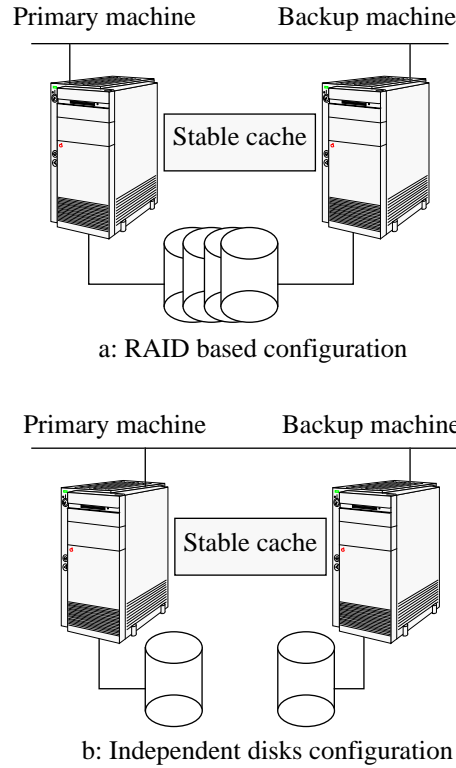 Primary machine Backup machine
Stable cache
a: RAID based configuration
Primary machine Backup machine
Stable cache
b: Independent disks configuration